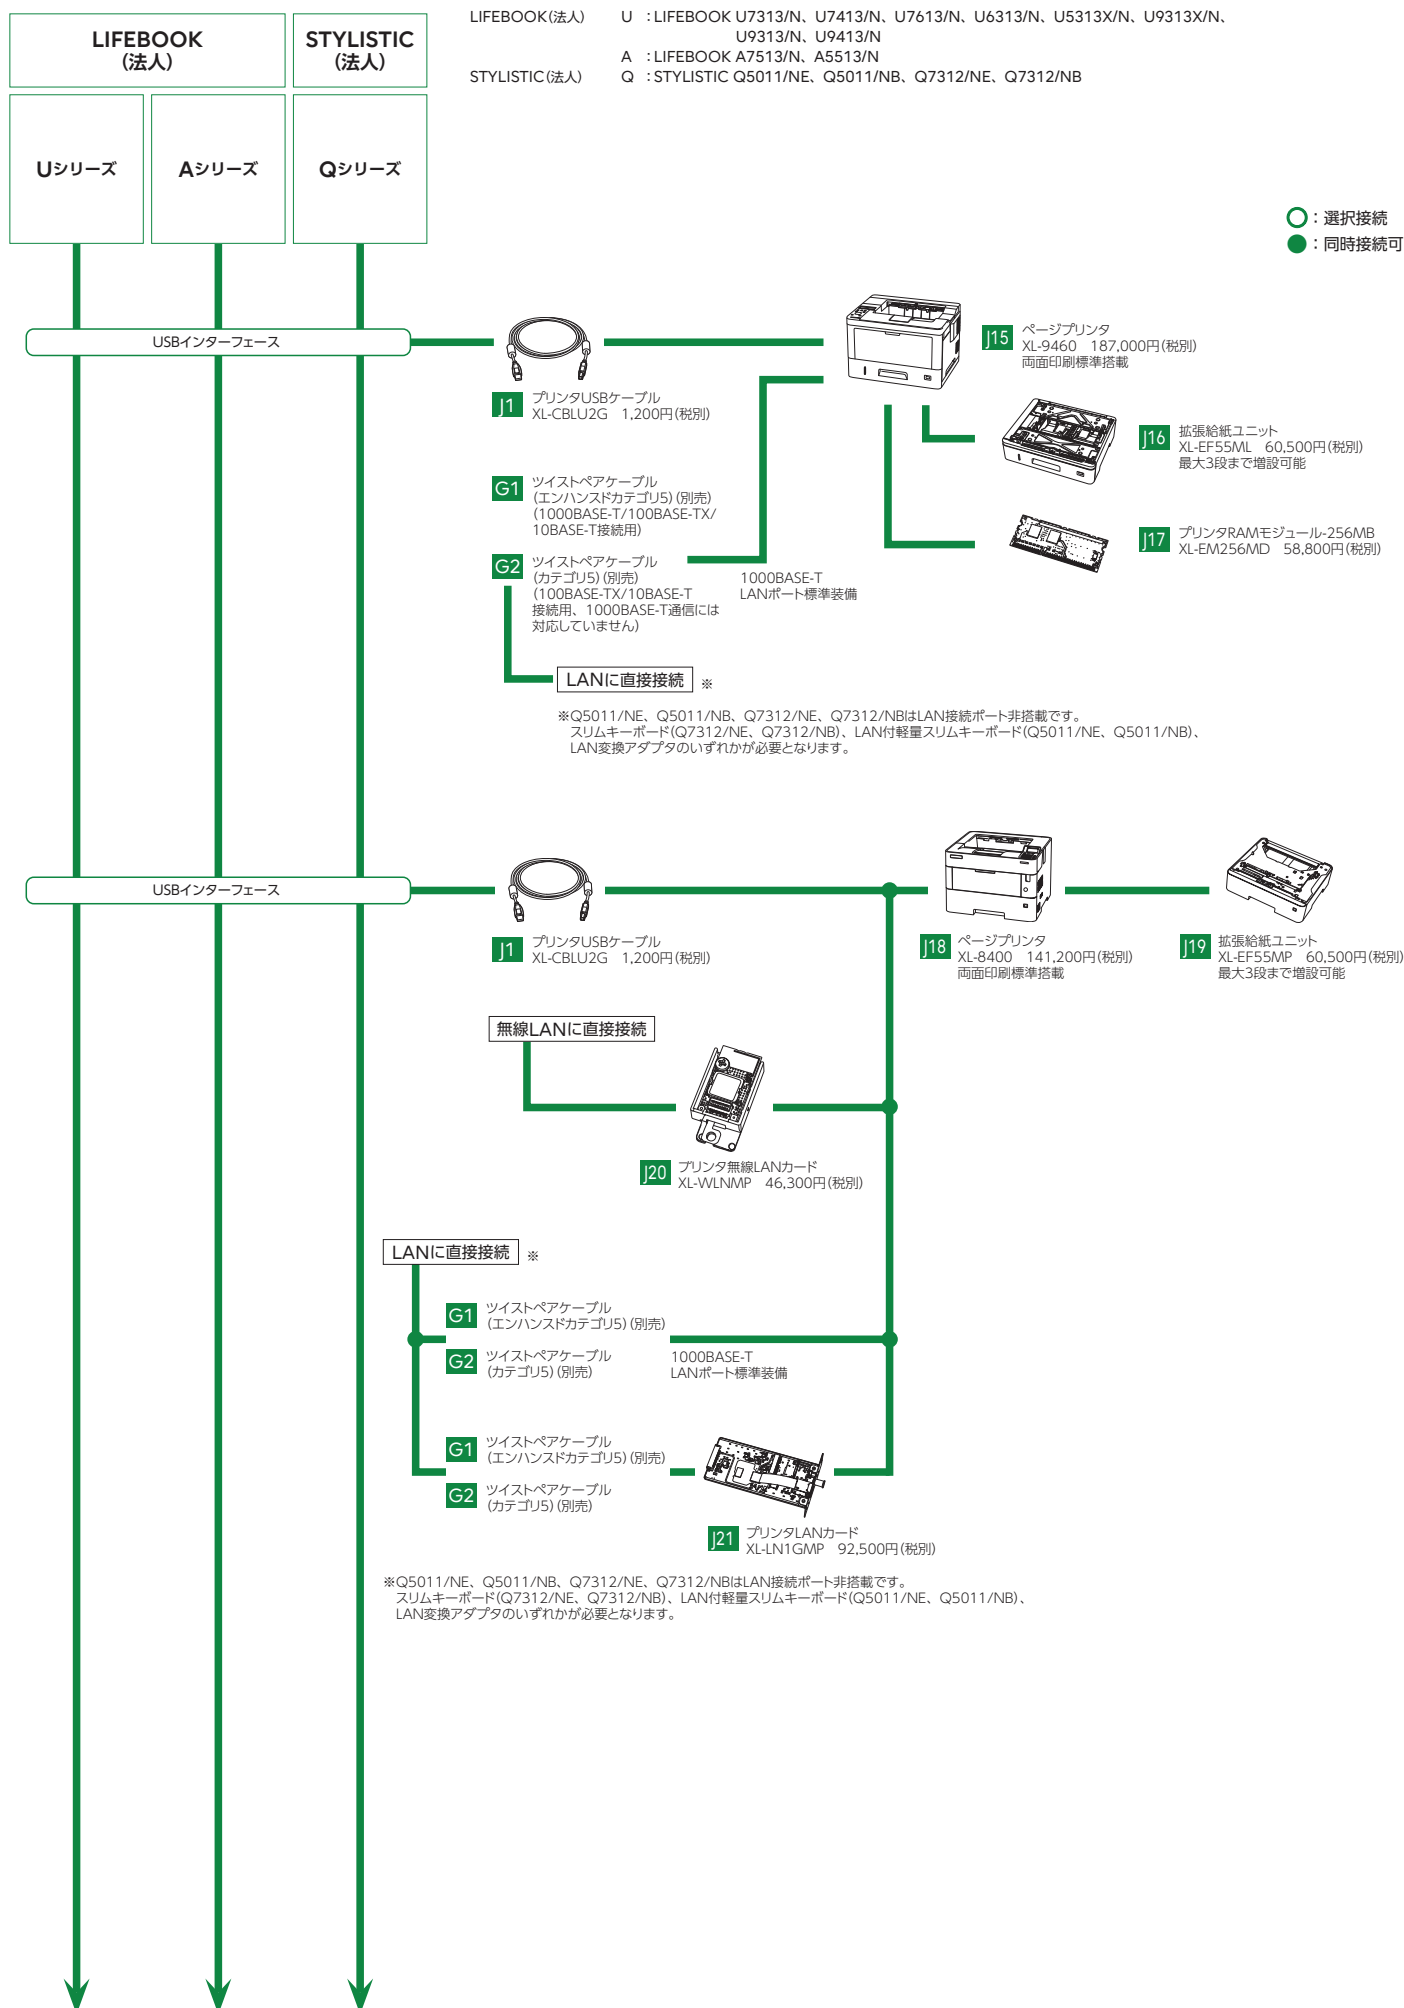 LIFEBOOK
(法人)
STYLISTIC
(法人)
LIFEBOOK(法人) U :LIFEBOOK U7313/N、U7413/N、U7613/N、U6313/N、U5313X/N、U9313X/N、
U9313/N、U9413/N
A :LIFEBOOK A7513/N、A5513/N
STYLISTIC(法人) Q :STYLISTIC Q5011/NE、Q5011/NB、Q7312/NE、Q7312/NB
Uシリーズ
Aシリーズ
Qシリーズ
:選択接続
:同時接続可
USBインターフェース
J1 プリンタUSBケーブル
XL-CBLU2G 1,200円(税別)
J15 ページプリンタ
XL-9460 187,000円(税別)
両面印刷標準搭載
J16 拡張給紙ユニット
XL-EF55ML 60,500円(税別)
最大3段まで増設可能
J17 プリンタRAMモジュール-256MB
XL-EM256MD 58,800円(税別)
G1 ツイストペアケーブル
(エンハンスドカテゴリ5)(別売)
(1000BASE-T/100BASE-TX/
10BASE-T接続用)
G2 ツイストペアケーブル
(カテゴリ5)(別売)
(100BASE-TX/10BASE-T
接続用、1000BASE-T通信には
対応していません)
1000BASE-T
LANポート標準装備
LANに直接接続 ※
※Q5011/NE、Q5011/NB、Q7312/NE、Q7312/NBはLAN接続ポート非搭載です。
スリムキーボード(Q7312/NE、Q7312/NB)、LAN付軽量スリムキーボード(Q5011/NE、Q5011/NB)、
LAN変換アダプタのいずれかが必要となります。
USBインターフェース
J1 プリンタUSBケーブル
XL-CBLU2G 1,200円(税別)
J18 ページプリンタ
XL-8400 141,200円(税別)
両面印刷標準搭載
J19 拡張給紙ユニット
XL-EF55MP 60,500円(税別)
最大3段まで増設可能
無線LANに直接接続
J20 プリンタ無線LANカード
XL-WLNMP 46,300円(税別)
LANに直接接続 ※
G1 ツイストペアケーブル
(エンハンスドカテゴリ5)(別売)
G2 ツイストペアケーブル
(カテゴリ5)(別売)
1000BASE-T
LANポート標準装備
G1 ツイストペアケーブル
(エンハンスドカテゴリ5)(別売)
G2 ツイストペアケーブル
(カテゴリ5)(別売)
J21 プリンタLANカード
XL-LN1GMP 92,500円(税別)
※Q5011/NE、Q5011/NB、Q7312/NE、Q7312/NBはLAN接続ポート非搭載です。
スリムキーボード(Q7312/NE、Q7312/NB)、LAN付軽量スリムキーボード(Q5011/NE、Q5011/NB)、
LAN変換アダプタのいずれかが必要となります。